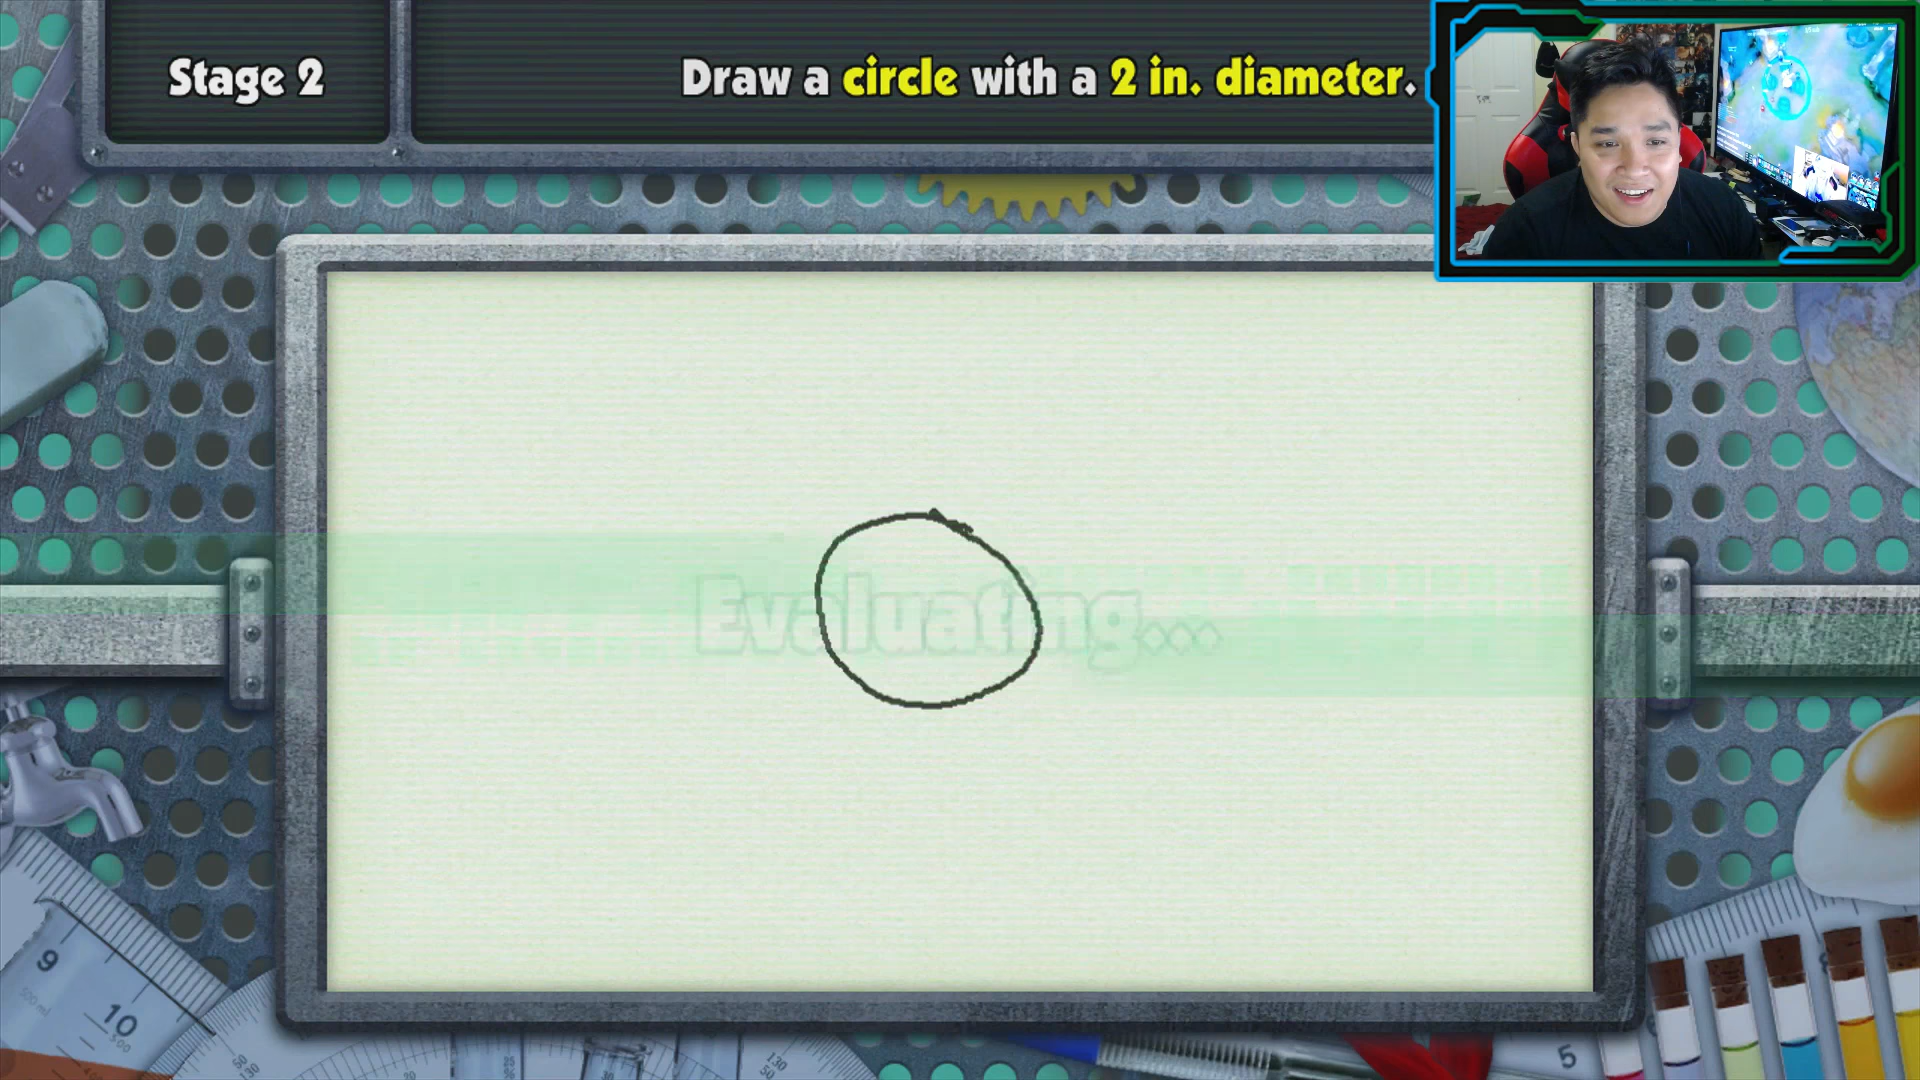 Stage 2
Draw a circle with a 2 in. diameter.
Evaluating...
9
10
5